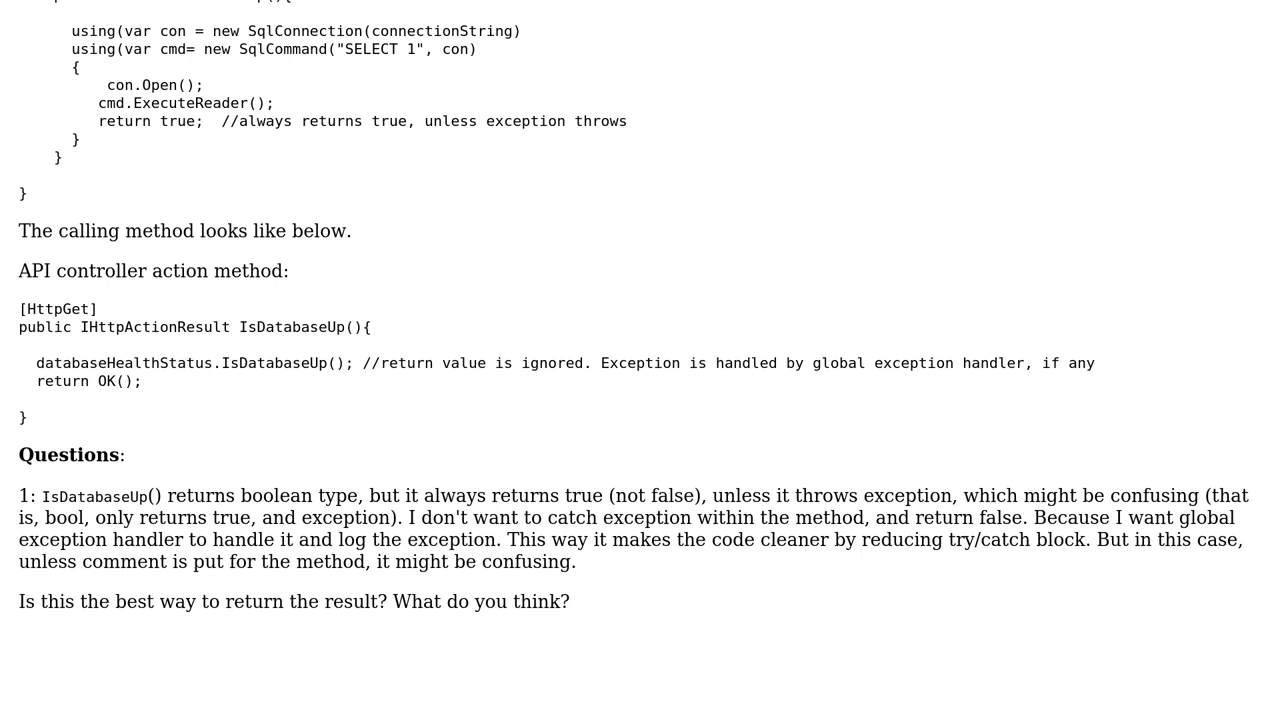 using(var con = new SqlConnection(connectionString)
using(var cmd= new SqlCommand("SELECT 1", con)
{
con.Open();
cmd.ExecuteReader();
return true;  //always returns true, unless exception throws
}
}
}
The calling method looks like below.
API controller action method:
[HttpGet]
public IHttpActionResult IsDatabaseUp(){
databaseHealthStatus.IsDatabaseUp(); //return value is ignored. Exception is handled by global exception handler, if any
return OK();
}
Questions:
1: IsDatabaseUp() returns boolean type, but it always returns true (not false), unless it throws exception, which might be confusing (that
is, bool, only returns true, and exception). I don't want to catch exception within the method, and return false. Because I want global
exception handler to handle it and log the exception. This way it makes the code cleaner by reducing try/catch block. But in this case,
unless comment is put for the method, it might be confusing.
Is this the best way to return the result? What do you think?